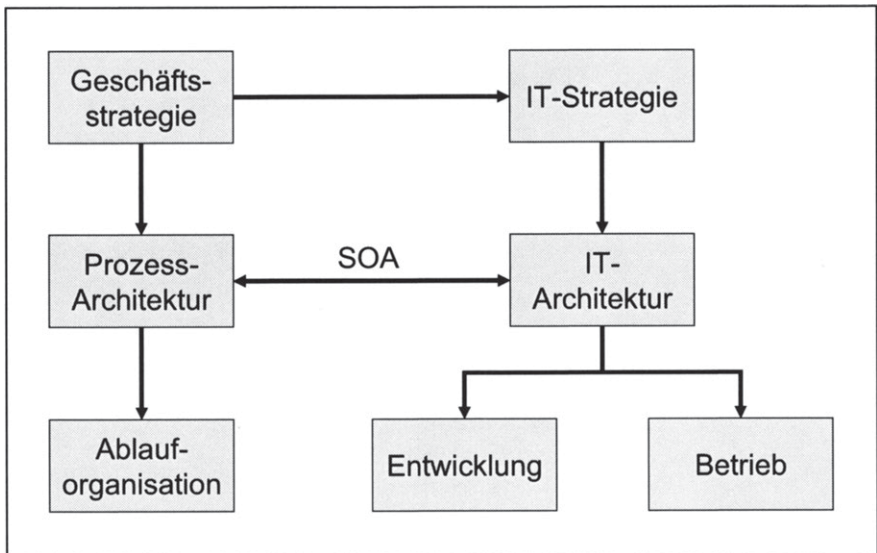 Geschäfts-
strategie
IT-Strategie
Prozess-
Architektur
SOA
IT-
Architektur
Ablauf-
organisation
Entwicklung
Betrieb